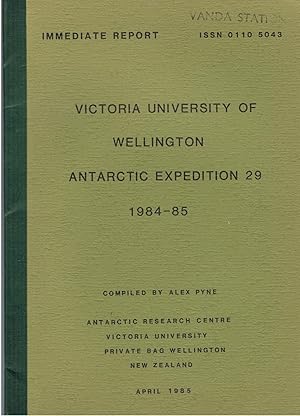 VANDA STATION
IMMEDIATE REPORT ISSN 0110 5043
VICTORIA UNIVERSITY OF
WELLINGTON
ANTARCTIC EXPEDITION 29
1984-85
COMPILED BY ALEX PYNE
ANTARCTIC RESEARCH CENTRE
VICTORIA UNIVERSITY
PRIVATE BAG WELLINGTON
NEW ZEALAND
APRIL 1985